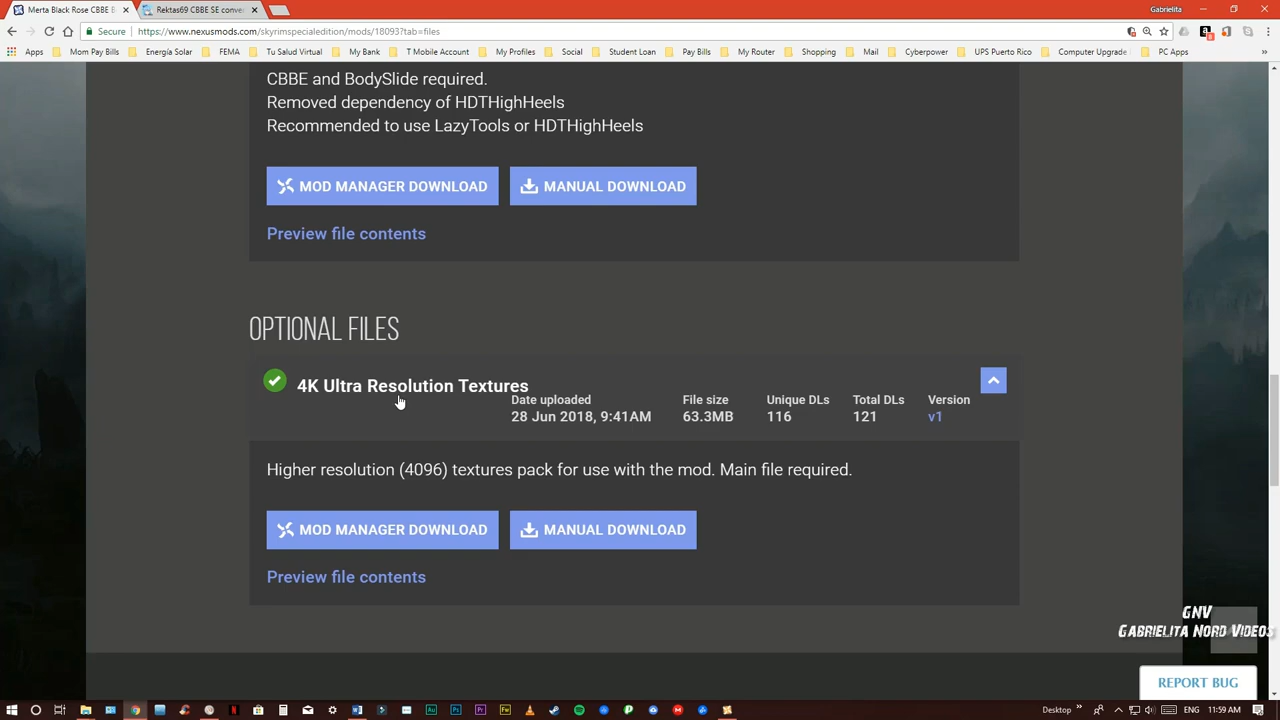 Merta Black Rose CBBE B
Rektas69 CBBE SE conve
Gabrielita
Secure
https://www.nexusmods.com/skyrimspecialedition/mods/18093?tab=files
Apps
Mom Pay Bills
Energía Solar
FEMA
Tu Salud Virtual
My Bank
T Mobile Account
My Profiles
Social
Student Loan
Pay Bills
My Router
Shopping
Mail
Cyberpower
UPS Puerto Rico
Computer Upgrade
PC Apps
CBBE and BodySlide required.
Removed dependency of HDTHighHeels
Recommended to use LazyTools or HDTHighHeels
MOD MANAGER DOWNLOAD
MANUAL DOWNLOAD
Preview file contents
OPTIONAL FILES
4K Ultra Resolution Textures
Date uploaded
File size
Unique DLs
Total DLs
Version
28 Jun 2018, 9:41AM
63.3MB
116
121
v1
Higher resolution (4096) textures pack for use with the mod. Main file required.
MOD MANAGER DOWNLOAD
MANUAL DOWNLOAD
Preview file contents
GNV
GABRIELITA NORD VIDEOS
REPORT BUG
Desktop
11:59 AM